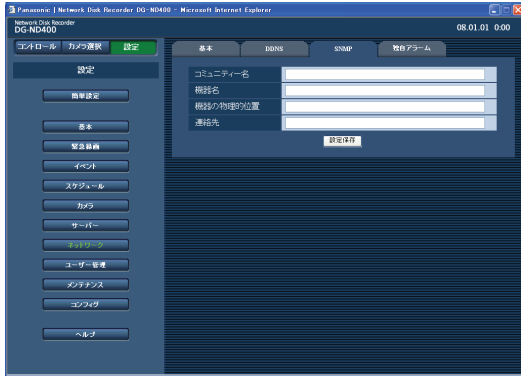 Panasonic | Network Disk Recorder DG-ND400 - Microsoft Internet Explorer
Network Disk Recorder
DG-ND400
08.01.01 0:00
コントロール カメラ選択 設定
基本 DDNS SNMP 独自アラーム
設定
簡単設定
基本
緊急録画
イベント
スケジュール
カメラ
サーバー
ネットワーク
ユーザー管理
メンテナンス
コンフィグ
ヘルプ
コミュニティー名
機器名
機器の物理的位置
連絡先
設定保存